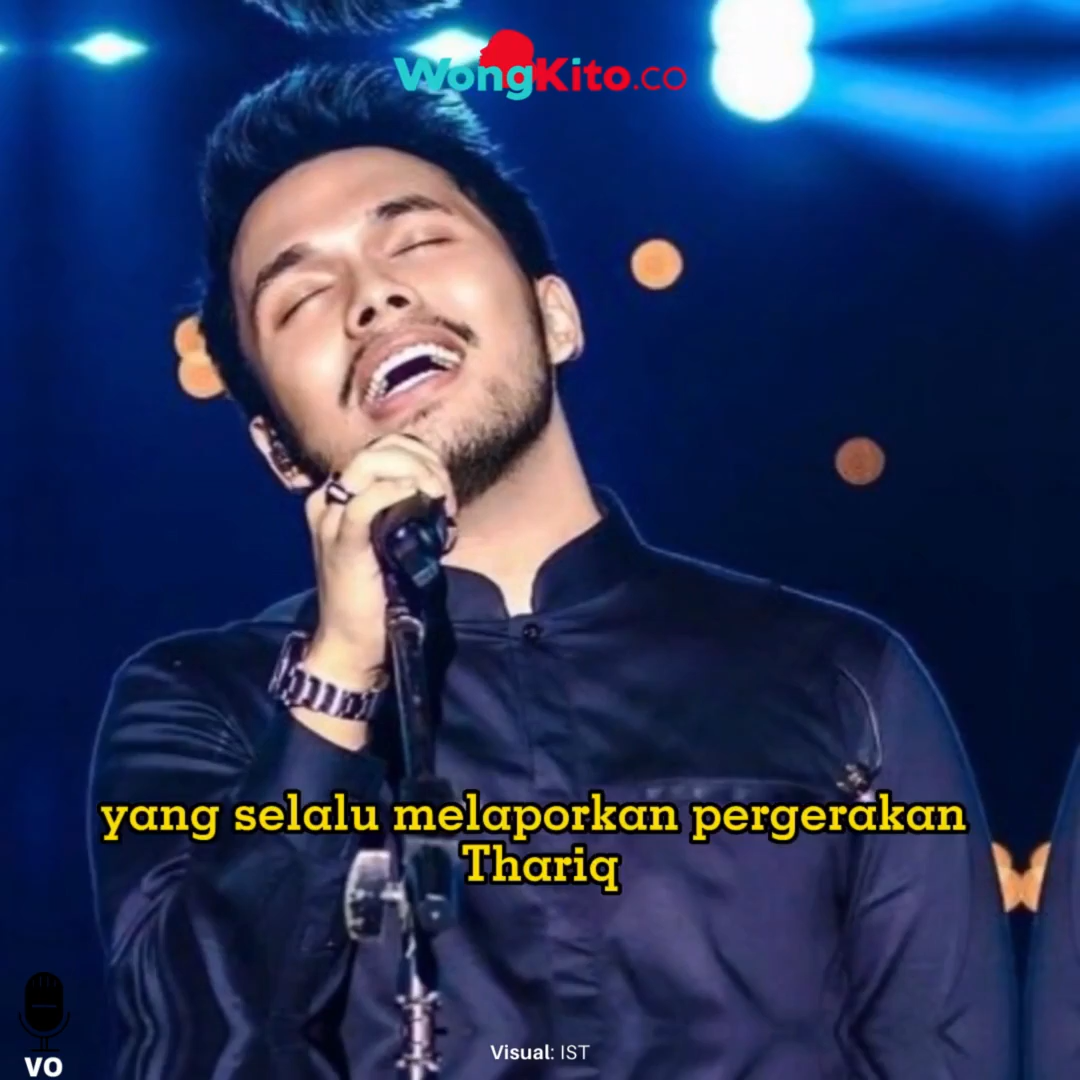 WongKito.co
yang selalu melaporkan pergerakan
Thariq
VO
Visual: IST